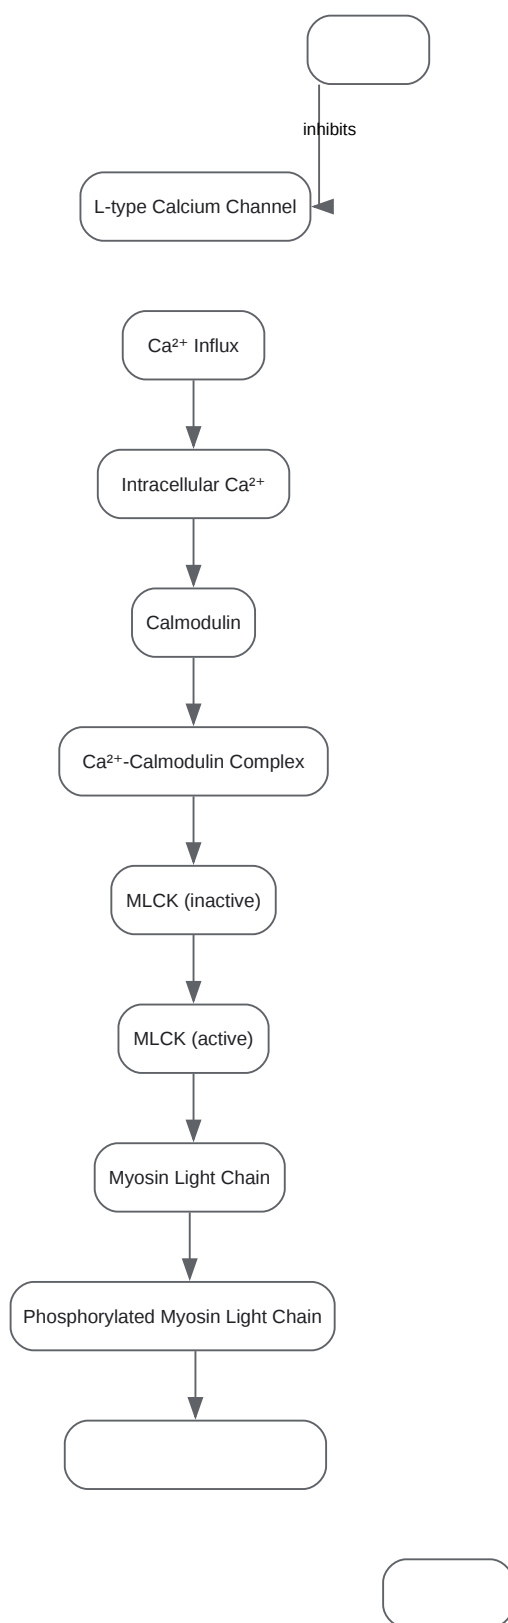 inhibits
L-type Calcium Channel
Ca²⁺ Influx
Intracellular Ca²⁺
Calmodulin
Ca²⁺-Calmodulin Complex
MLCK (inactive)
MLCK (active)
Myosin Light Chain
Phosphorylated Myosin Light Chain